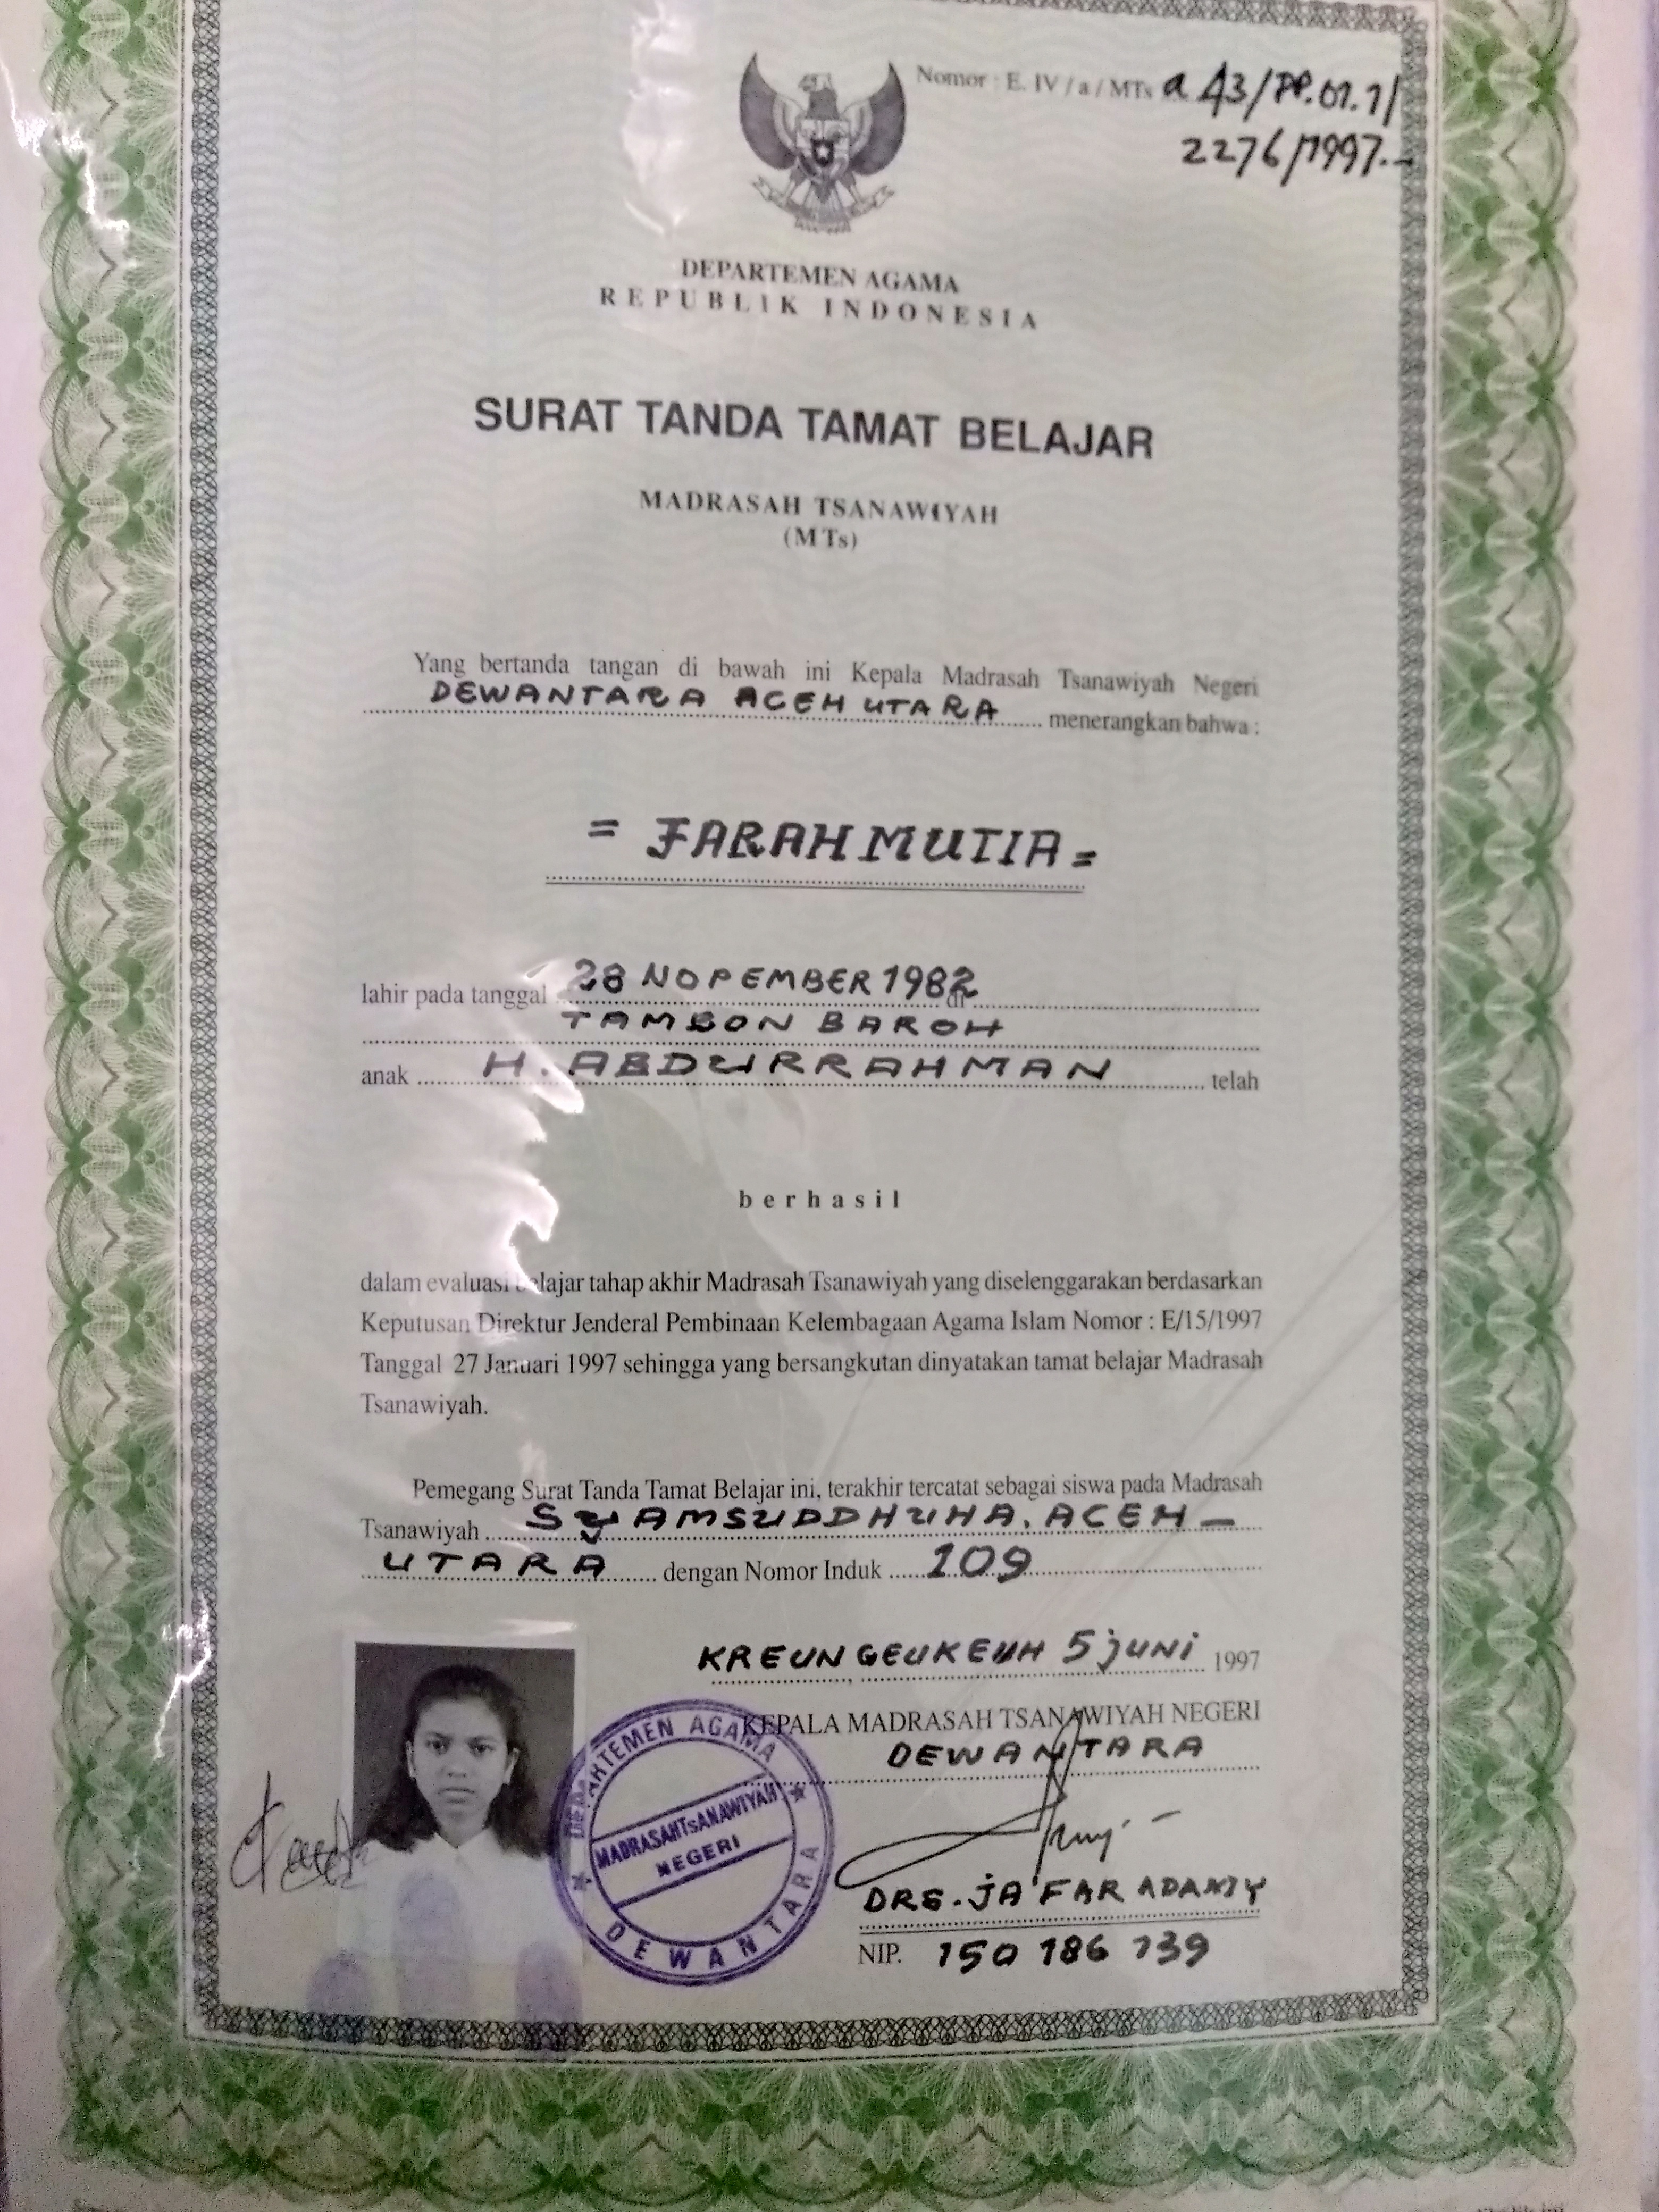 Nomor : E. IV / a / MTs a 43/PP.01.1/
2276/1997.-
DEPARTEMEN AGAMA
REPUBLIK INDONESIA
SURAT TANDA TAMAT BELAJAR
MADRASAH TSANAWIYAH
(MTs)
Yang bertanda tangan di bawah ini Kepala Madrasah Tsanawiyah Negeri
DEWANTARA ACEH UTARA menerangkan bahwa :
= FARAH MUTIA =
lahir pada tanggal 28 NOPEMBER 1982 di
TAMBON BAROH
anak H. ABDURRAHMAN telah
berhasil
dalam evaluasi belajar tahap akhir Madrasah Tsanawiyah yang diselenggarakan berdasarkan
Keputusan Direktur Jenderal Pembinaan Kelembagaan Agama Islam Nomor : E/15/1997
Tanggal 27 Januari 1997 sehingga yang bersangkutan dinyatakan tamat belajar Madrasah
Tsanawiyah.
Pemegang Surat Tanda Tamat Belajar ini, terakhir tercatat sebagai siswa pada Madrasah
Tsanawiyah SYAMSUDDHUHA. ACEH -
UTARA dengan Nomor Induk 109
KREUNGEUKEUH 5 juni 1997
KEPALA MADRASAH TSANAWIYAH NEGERI
DEWANTARA
DEPARTEMEN AGAMA
MADRASAH TsANAWIYAH
NEGERI
DEWANTARA
DRS. JA'FAR
NIP. 150 186 739